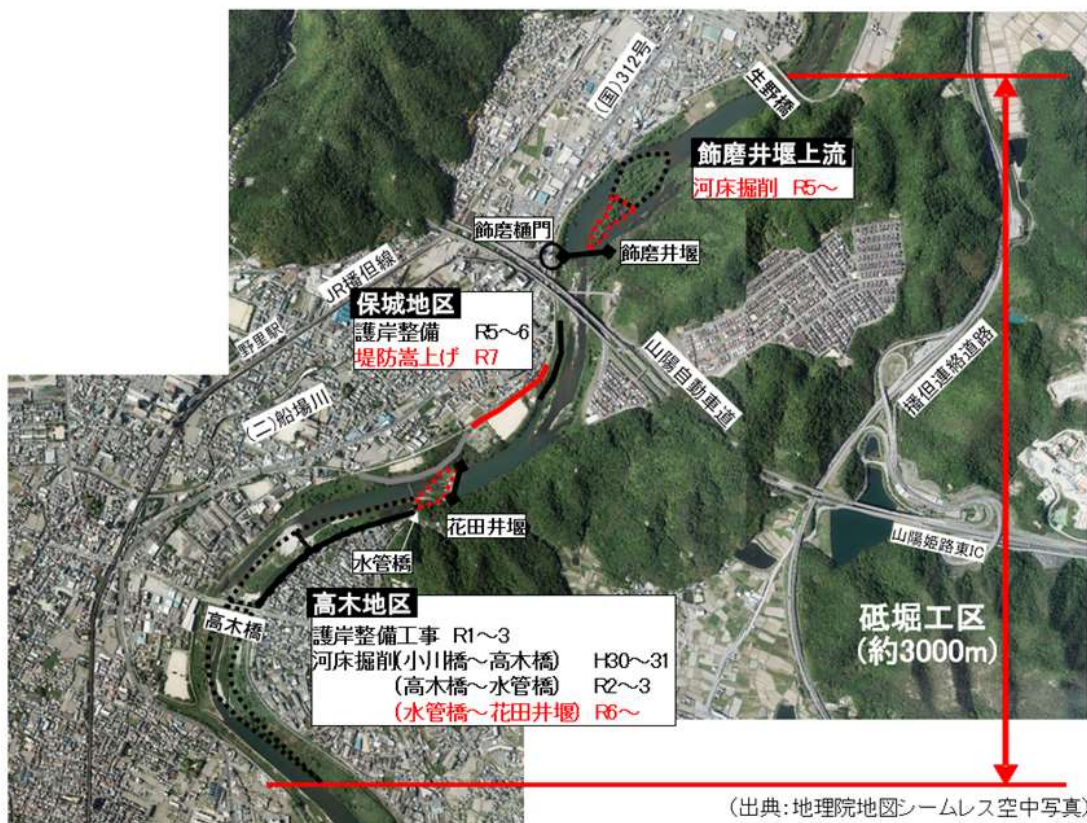 (国)312号
生野橋
飾磨井堰上流
河床掘削 R5～
飾磨樋門
飾磨井堰
JR播但線
保城地区
護岸整備 R5～6
堤防嵩上げ R7
野里駅
山陽自動車道
播但連絡道路
(二)船場川
花田井堰
水管橋
山陽姫路東IC
高木橋
高木地区
護岸整備工事 R1～3
河床掘削(小川橋～高木橋) H30～31
(高木橋～水管橋) R2～3
(水管橋～花田井堰) R6～
砥堀工区
(約3000m)
(出典:地理院地図シームレス空中写真)